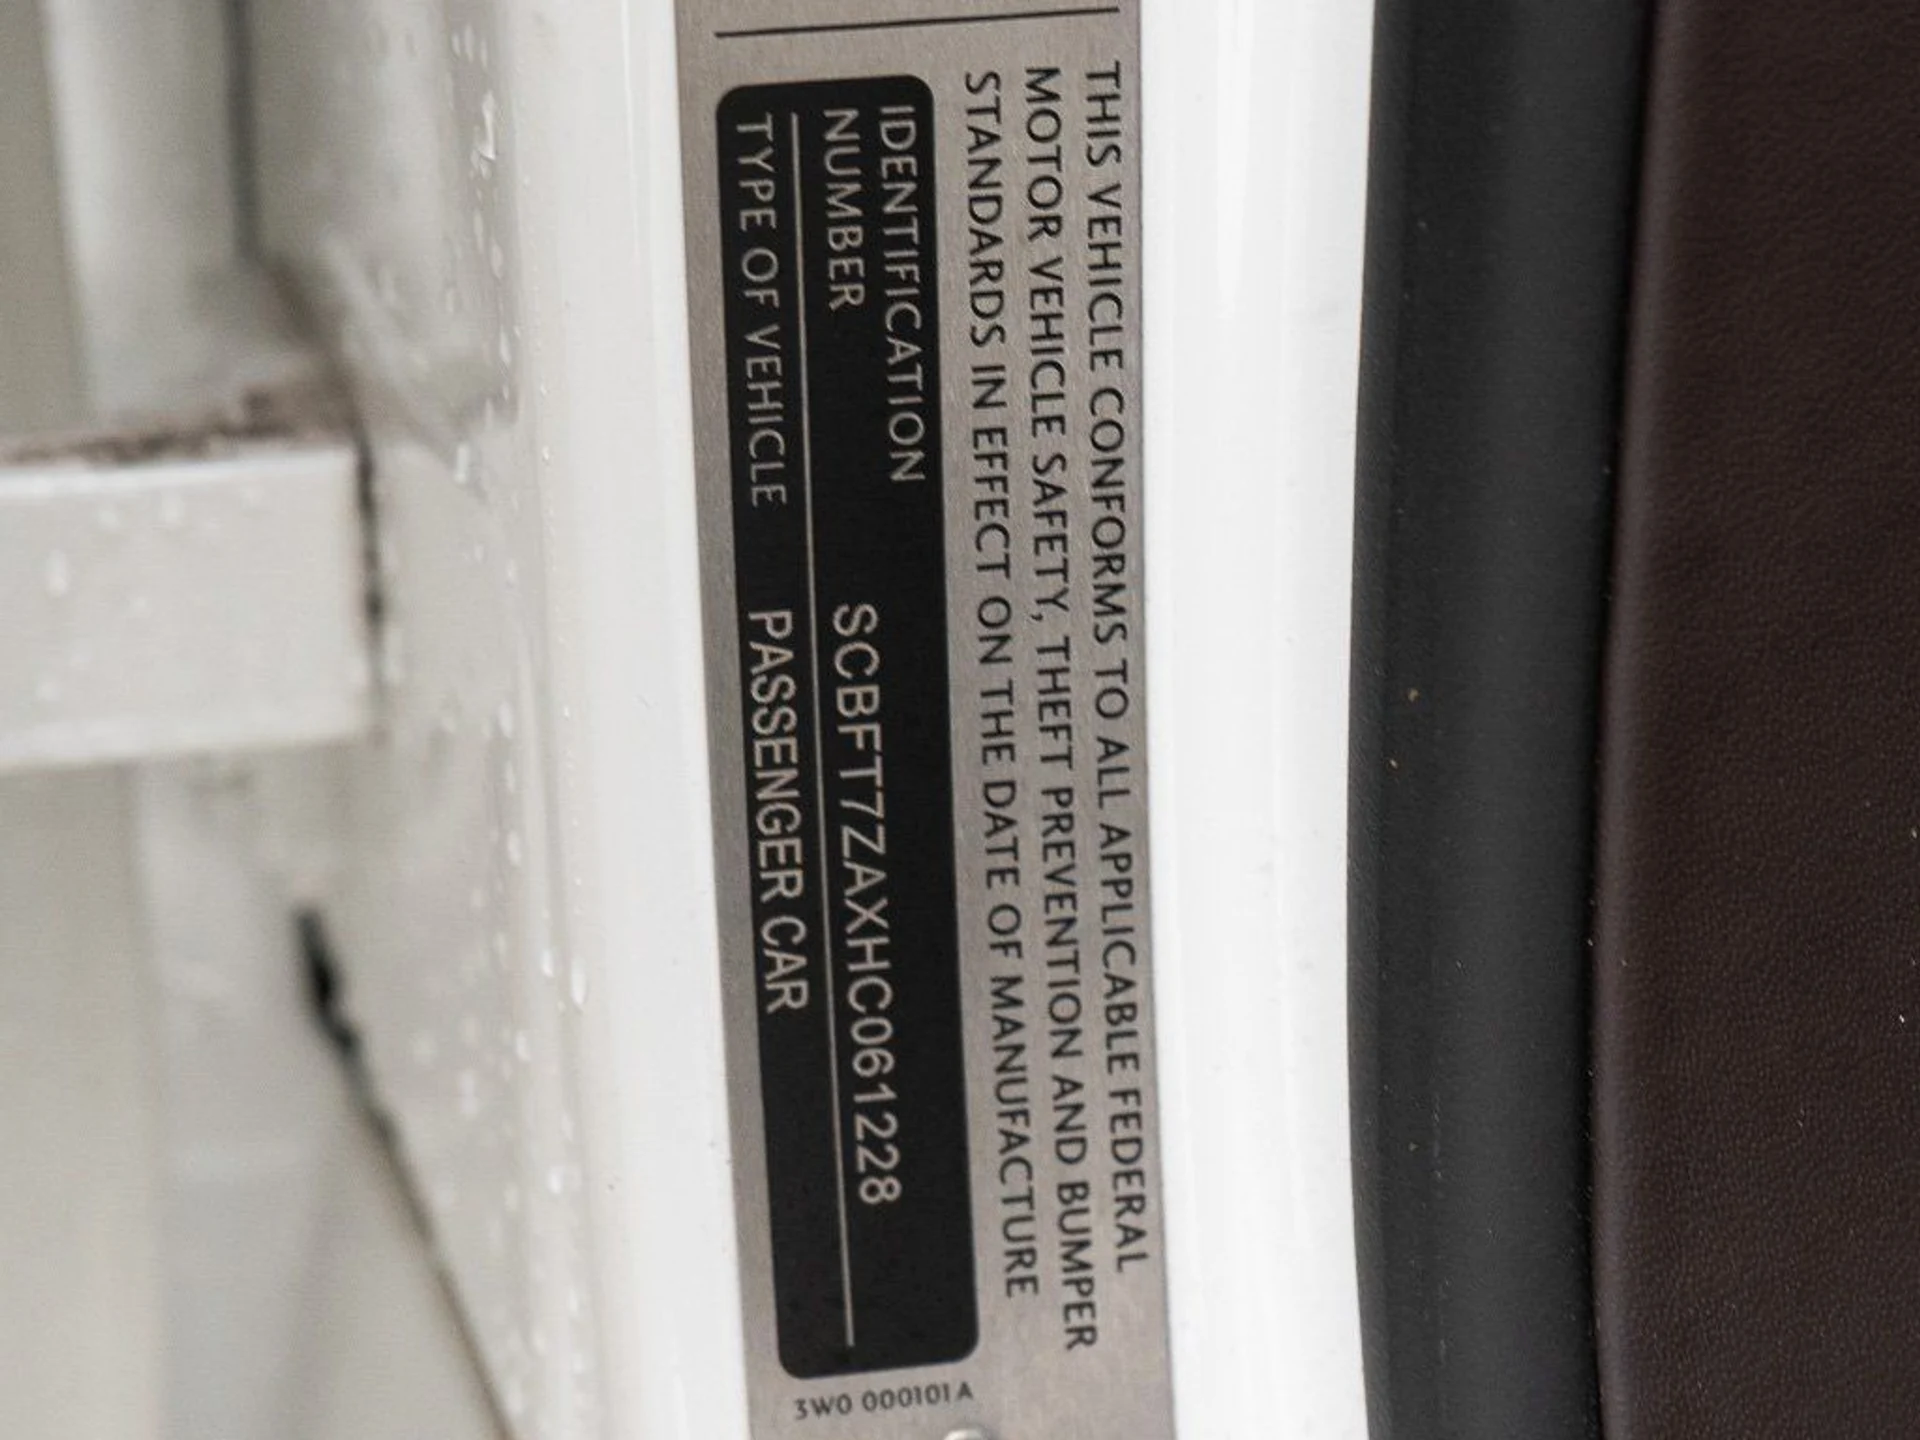 THIS VEHICLE CONFORMS TO ALL APPLICABLE FEDERAL
MOTOR VEHICLE SAFETY, THEFT PREVENTION AND BUMPER
STANDARDS IN EFFECT ON THE DATE OF MANUFACTURE
IDENTIFICATION
NUMBER SCBFT7ZAXHC061228
TYPE OF VEHICLE PASSENGER CAR
3W0 000101 A